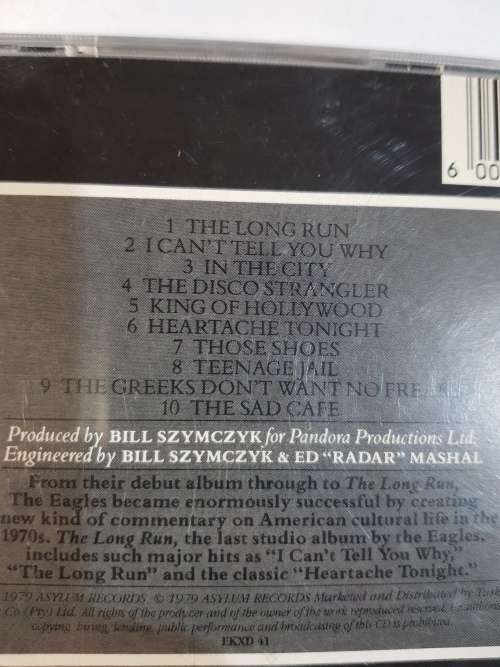 6 00
1 THE LONG RUN
2 I CAN'T TELL YOU WHY
3 IN THE CITY
4 THE DISCO STRANGLER
5 KING OF HOLLYWOOD
6 HEARTACHE TONIGHT
7 THOSE SHOES
8 TEENAGE JAIL
9 THE GREEKS DON'T WANT NO
10 THE SAD CAFE
Produced by BILL SZYMCZYK for Pandora Productions Ltd.
Engineered by BILL SZYMCZYK & ED "RADAR" MASHAL
From their debut album through to The Long Run,
The Eagles became enormously successful by creating
new kind of commentary on American cultural life in the
1970s. The Long Run, the last studio album by the Eagles,
includes such major hits as "I Can't Tell You Why,"
"The Long Run" and the classic "Heartache Tonight."
1979 ASYLUM RECORDS © 1979 ASYLUM RECORDS Marketed and Distributed by
Co (Pty) Ltd. All rights of the producer and of the owner of the work reproduced reserved.
copying, hiring, lending, public performance and broadcasting of this CD is prohibited.
EKXD 41